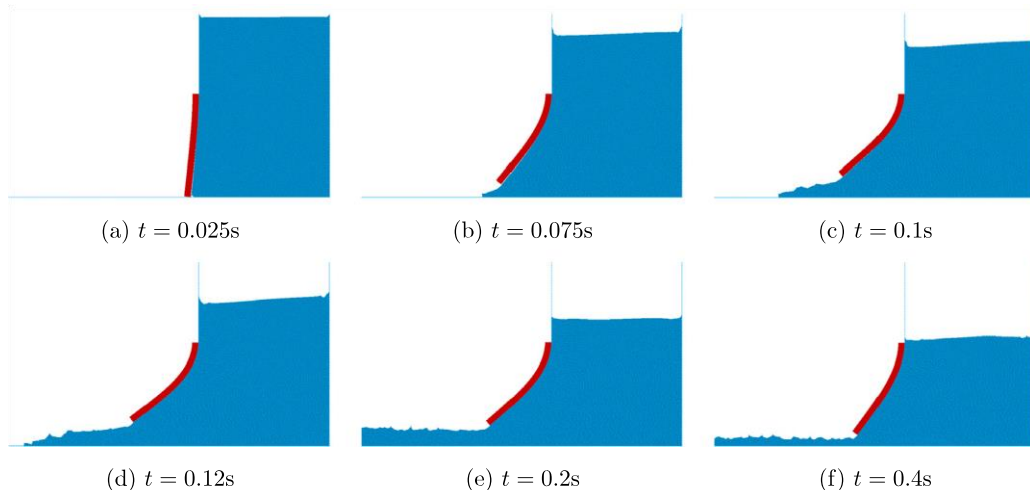 (a) t = 0.025s
(b) t = 0.075s
(c) t = 0.1s
(d) t = 0.12s
(e) t = 0.2s
(f) t = 0.4s